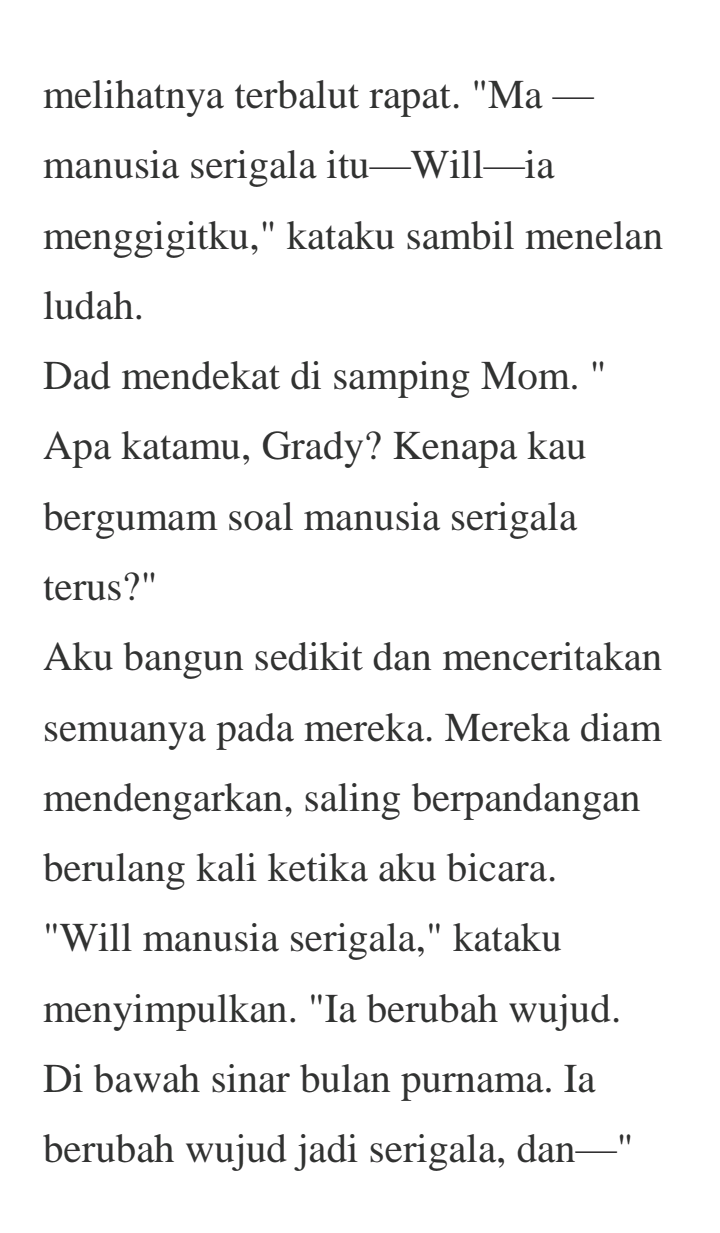 melihatnya terbalut rapat. "Ma —
manusia serigala itu—Will—ia
menggigitku," kataku sambil menelan
ludah.
Dad mendekat di samping Mom. "
Apa katamu, Grady? Kenapa kau
bergumam soal manusia serigala
terus?"
Aku bangun sedikit dan menceritakan
semuanya pada mereka. Mereka diam
mendengarkan, saling berpandangan
berulang kali ketika aku bicara.
"Will manusia serigala," kataku
menyimpulkan. "Ia berubah wujud.
Di bawah sinar bulan purnama. Ia
berubah wujud jadi serigala, dan—"